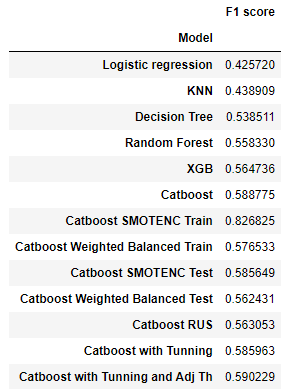 F1 score
Model
Logistic regression 0.425720
KNN 0.438909
Decision Tree 0.538511
Random Forest 0.558330
XGB 0.564736
Catboost 0.588775
Catboost SMOTENC Train 0.826825
Catboost Weighted Balanced Train 0.576533
Catboost SMOTENC Test 0.585649
Catboost Weighted Balanced Test 0.562431
Catboost RUS 0.563053
Catboost with Tunning 0.585963
Catboost with Tunning and Adj Th 0.590229